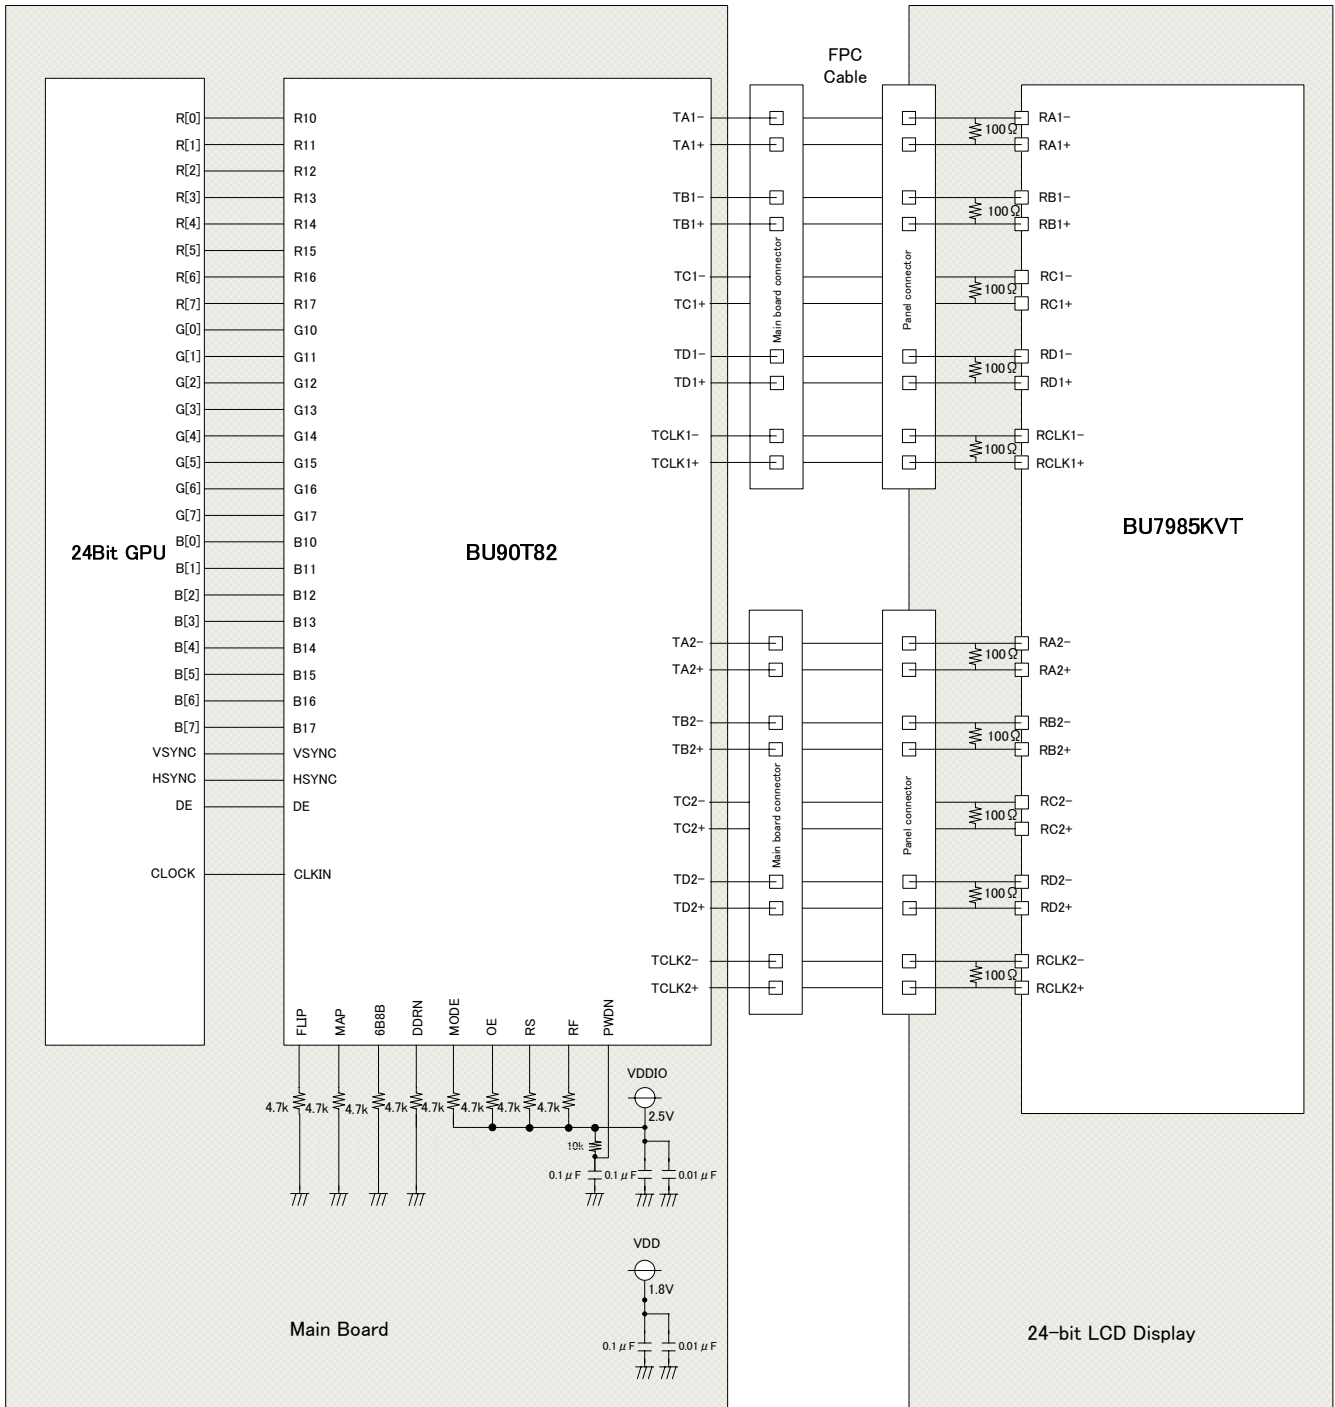 FPC
Cable
24Bit GPU
R[0]
R[1]
R[2]
R[3]
R[4]
R[5]
R[6]
R[7]
G[0]
G[1]
G[2]
G[3]
G[4]
G[5]
G[6]
G[7]
B[0]
B[1]
B[2]
B[3]
B[4]
B[5]
B[6]
B[7]
VSYNC
HSYNC
DE
CLOCK
R10
R11
R12
R13
R14
R15
R16
R17
G10
G11
G12
G13
G14
G15
G16
G17
B10
B11
B12
B13
B14
B15
B16
B17
VSYNC
HSYNC
DE
CLKIN
BU90T82
TA1-
TA1+
TB1-
TB1+
TC1-
TC1+
TD1-
TD1+
TCLK1-
TCLK1+
TA2-
TA2+
TB2-
TB2+
TC2-
TC2+
TD2-
TD2+
TCLK2-
TCLK2+
Main board connector
Panel connector
Main board connector
Panel connector
100Ω
100Ω
100Ω
100Ω
100Ω
100Ω
100Ω
100Ω
100Ω
100Ω
RA1-
RA1+
RB1-
RB1+
RC1-
RC1+
RD1-
RD1+
RCLK1-
RCLK1+
BU7985KVT
RA2-
RA2+
RB2-
RB2+
RC2-
RC2+
RD2-
RD2+
RCLK2-
RCLK2+
FLIP
MAP
6B8B
DDRN
MODE
OE
RS
RF
PWDN
4.7k
4.7k
4.7k
4.7k
4.7k
4.7k
4.7k
4.7k
VDDIO
2.5V
10k
0.1μF
0.1μF
0.01μF
VDD
1.8V
0.1μF
0.01μF
Main Board
24-bit LCD Display